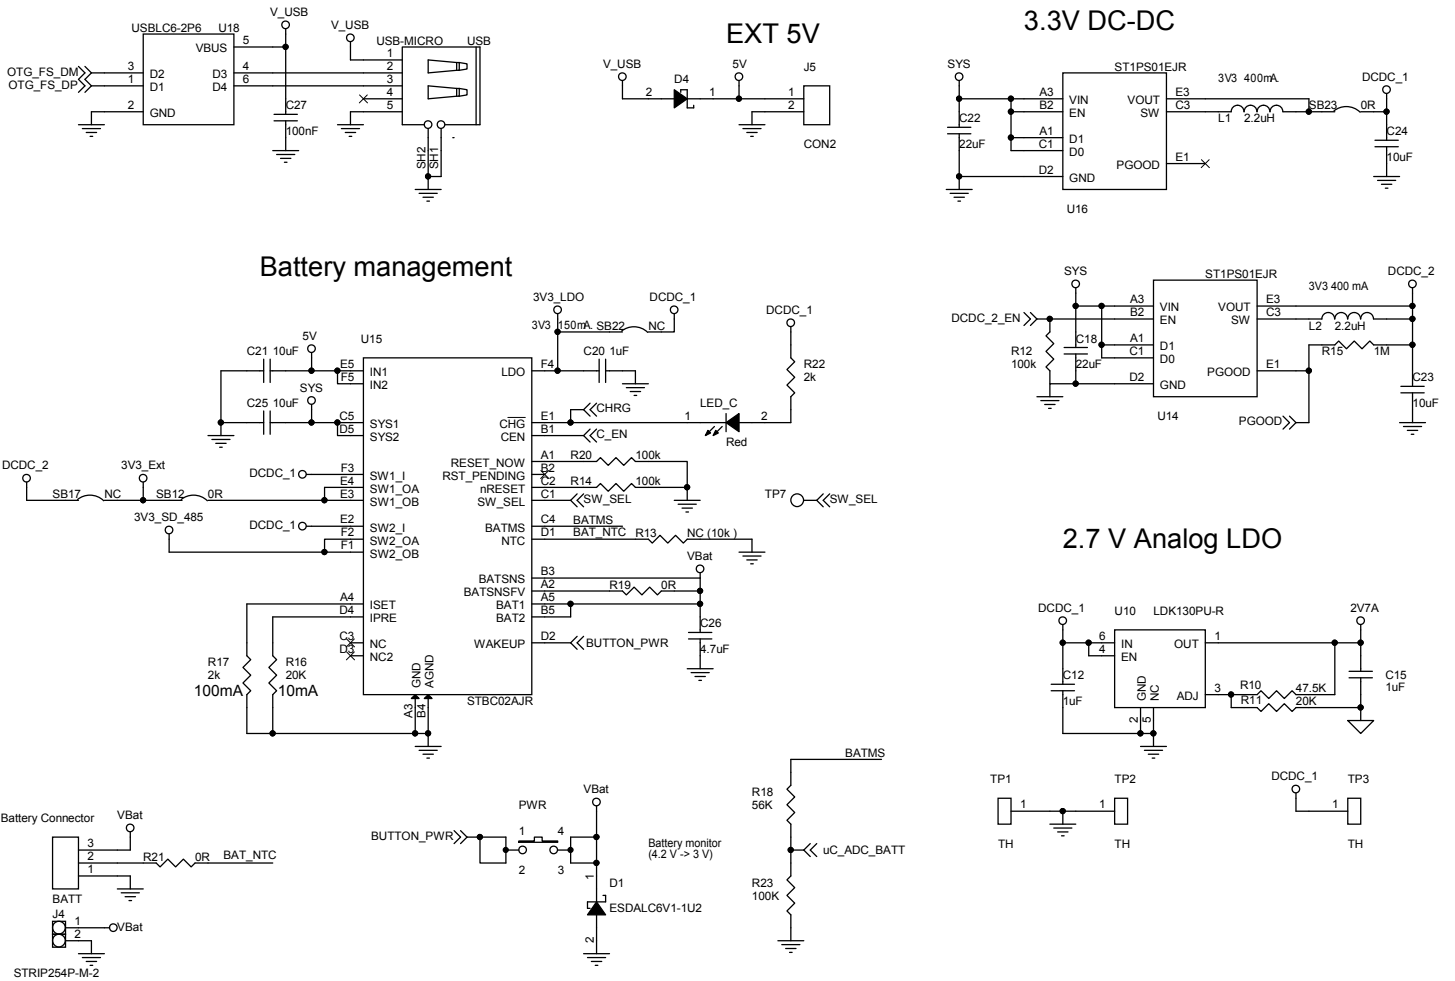 V_USB
USBLC6-2P6 U18
VBUS 5
OTG_FS_DM 3 D2 D3 4
OTG_FS_DP 1 D1 D4 6
2 GND
C27
100nF
V_USB
USB-MICRO USB
1
2
3
4
5
SH2
SH1
EXT 5V
V_USB D4 5V J5
2 1 1
2
CON2
3.3V DC-DC
SYS ST1PS01EJR 3V3 400mA. DCDC_1
A3 VIN VOUT E3
B2 EN SW C3 L1 2.2uH SB23 0R
C22
22uF
A1 D1
C1 D0
PGOOD E1
D2 GND
C24
10uF
U16
SYS ST1PS01EJR 3V3 400 mA DCDC_2
A3 VIN VOUT E3
DCDC_2_EN B2 EN SW C3 L2 2.2uH
R12
100k
C18
22uF
A1 D1 R15 1M
C1 D0
PGOOD E1
D2 GND
C23
10uF
U14
PGOOD
Battery management
3V3_LDO DCDC_1
3V3 150mA. SB22 NC
DCDC_1
U15
5V
C21 10uF
E5 IN1 LDO F4 C20 1uF
F5 IN2
R22
2k
SYS
C25 10uF
C5 SYS1 CHG E1 CHRG
D5 SYS2 CEN B1 C_EN
1 LED_C 2
Red
DCDC_2 3V3_Ext DCDC_1 F3 SW1_I
E4 SW1_OA
SB17 NC SB12 0R E3 SW1_OB
RESET_NOW A1 R20 100k
RST_PENDING B2
nRESET C2 R14 100k
SW_SEL C1 SW_SEL
TP7 SW_SEL
3V3_SD_485 DCDC_1 E2 SW2_I
F2 SW2_OA
F1 SW2_OB
BATMS C4 BATMS
NTC D1 BAT_NTC R13 NC (10k )
VBat
BATSNS B3
BATSNSFV A2 R19 0R
BAT1 A5
BAT2 B5
C26
4.7uF
A4 ISET
D4 IPRE
C3 NC
D3 NC2
WAKEUP D2 BUTTON_PWR
R17
2k
100mA
R16
20K
10mA
GND
AGND
A3
B4
STBC02AJR
2.7 V Analog LDO
DCDC_1 U10 LDK130PU-R 2V7A
6 IN OUT 1
4 EN
C12
1uF
GND
NC
2
5
ADJ 3 R10 47.5K
R11 20K
C15
1uF
TP1 TP2 DCDC_1 TP3
1 1 1
TH TH TH
Battery Connector VBat
3
2 R21 0R BAT_NTC
1
BATT
J4
1 VBat
2
STRIP254P-M-2
PWR VBat
BUTTON_PWR 1 4
2 3
1 D1
ESDALC6V1-1U2
2
Battery monitor
(4.2 V -> 3 V)
BATMS
R18
56K
uC_ADC_BATT
R23
100K